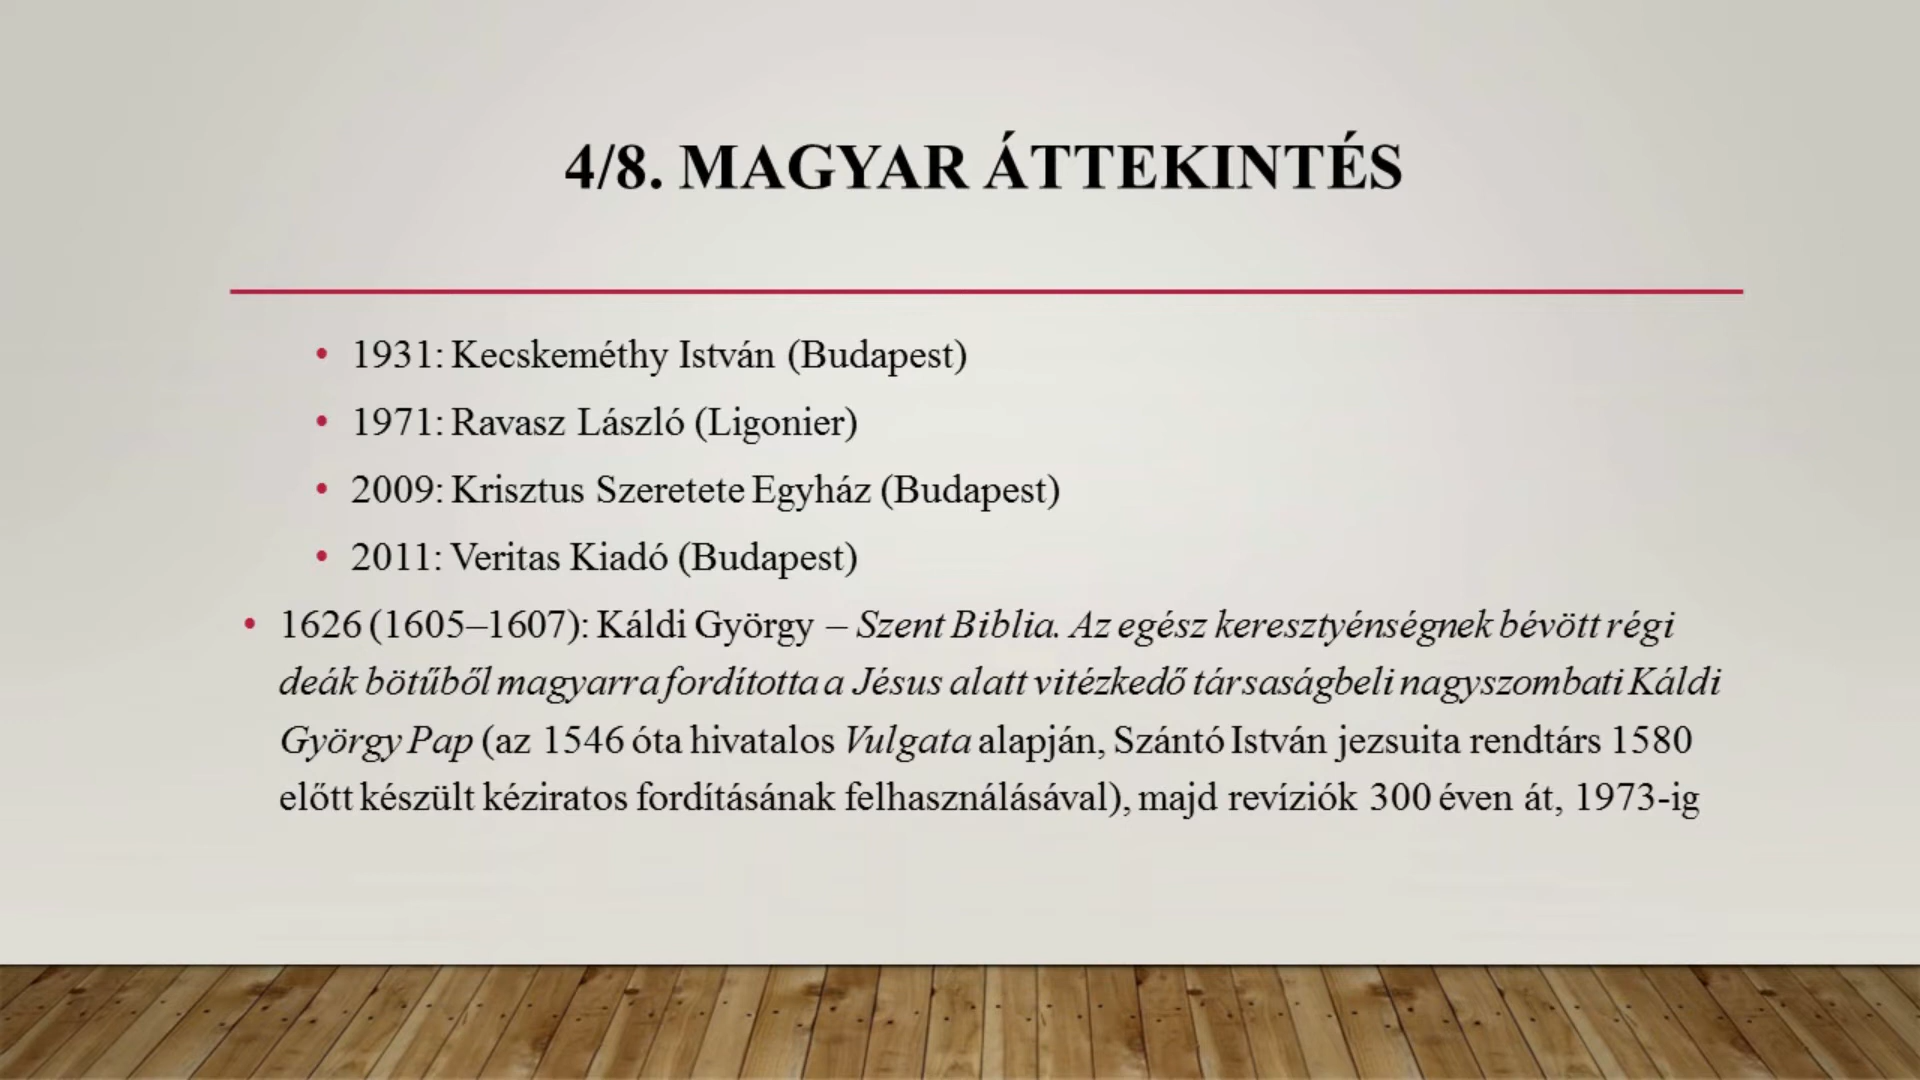 4/8. MAGYAR ÁTTEKINTÉS
• 1931: Kecskeméthy István (Budapest)
• 1971: Ravasz László (Ligonier)
• 2009: Krisztus Szeretete Egyház (Budapest)
• 2011: Veritas Kiadó (Budapest)
• 1626 (1605–1607): Káldi György – Szent Biblia. Az egész keresztyénségnek bévött régi
deák bötűből magyarra fordította a Jésus alatt vitézkedő társaságbeli nagyszombati Káldi
György Pap (az 1546 óta hivatalos Vulgata alapján, Szántó István jezsuita rendtárs 1580
előtt készült kéziratos fordításának felhasználásával), majd revíziók 300 éven át, 1973-ig